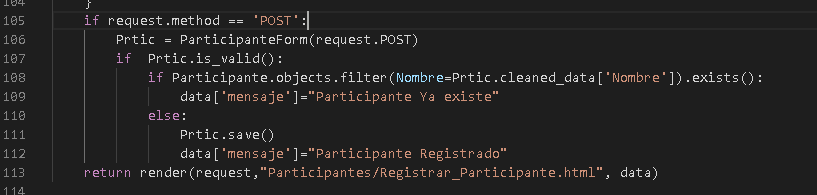 104 }
105 if request.method == 'POST':
106 Prtic = ParticipanteForm(request.POST)
107 if Prtic.is_valid():
108 if Participante.objects.filter(Nombre=Prtic.cleaned_data['Nombre']).exists():
109 data['mensaje']="Participante Ya existe"
110 else:
111 Prtic.save()
112 data['mensaje']="Participante Registrado"
113 return render(request,"Participantes/Registrar_Participante.html", data)
114